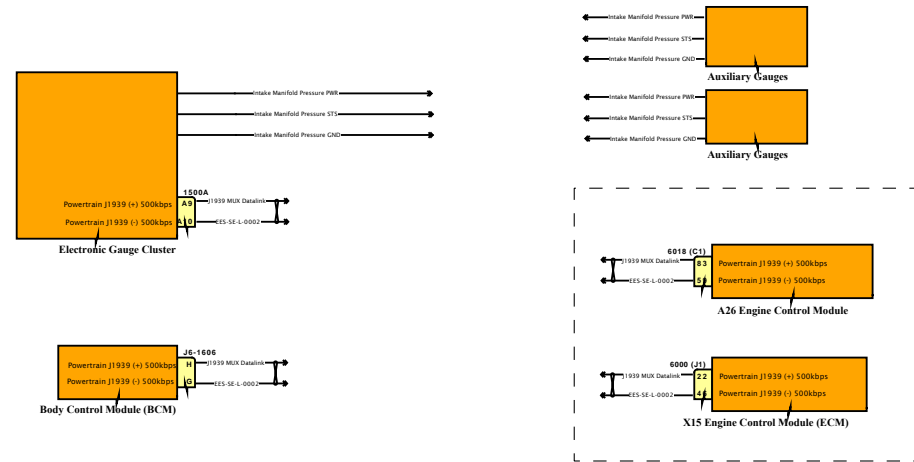 Intake Manifold Pressure PWR
Intake Manifold Pressure STS
Intake Manifold Pressure GND
Auxiliary Gauges
Intake Manifold Pressure PWR
Intake Manifold Pressure STS
Intake Manifold Pressure GND
Auxiliary Gauges
Intake Manifold Pressure PWR
Intake Manifold Pressure STS
Intake Manifold Pressure GND
1500A
Powertrain J1939 (+) 500kbps A9 J1939 MUX Datalink
Powertrain J1939 (-) 500kbps A10 EES-SE-L-0002
Electronic Gauge Cluster
6018 (C1)
J1939 MUX Datalink 83 Powertrain J1939 (+) 500kbps
EES-SE-L-0002 Powertrain J1939 (-) 500kbps
A26 Engine Control Module
J6-1606
Powertrain J1939 (+) 500kbps H J1939 MUX Datalink
Powertrain J1939 (-) 500kbps G EES-SE-L-0002
Body Control Module (BCM)
6000 (J1)
J1939 MUX Datalink 22 Powertrain J1939 (+) 500kbps
EES-SE-L-0002 Powertrain J1939 (-) 500kbps
X15 Engine Control Module (ECM)